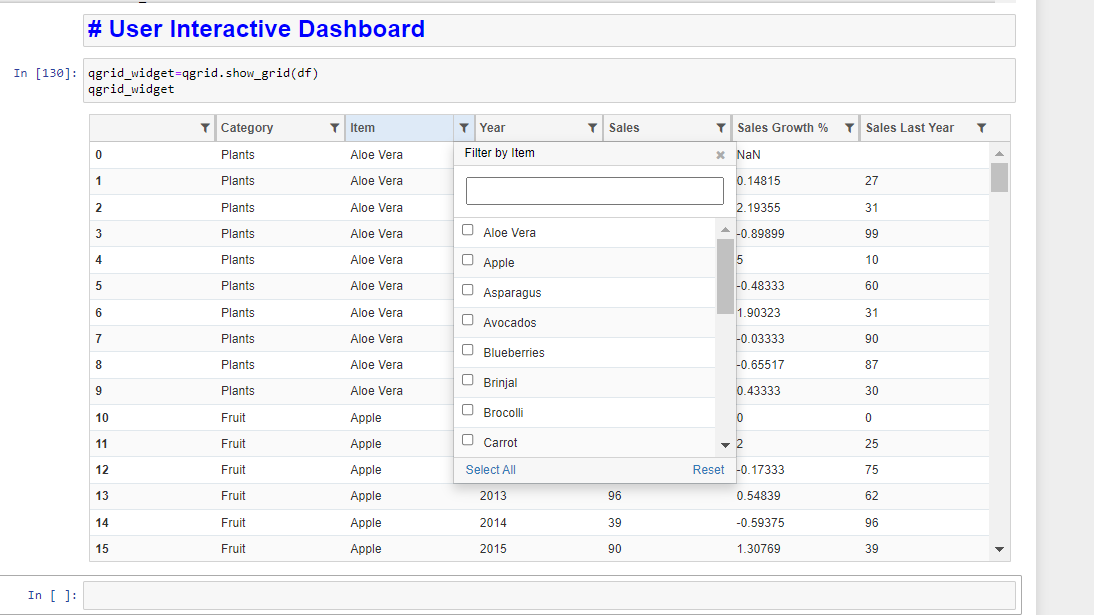 # User Interactive Dashboard
In [130]: qgrid_widget=qgrid.show_grid(df)
qgrid_widget
Category Item Year Sales Sales Growth % Sales Last Year
0 Plants Aloe Vera NaN
1 Plants Aloe Vera 0.14815 27
2 Plants Aloe Vera 2.19355 31
3 Plants Aloe Vera -0.89899 99
4 Plants Aloe Vera 5 10
5 Plants Aloe Vera -0.48333 60
6 Plants Aloe Vera 1.90323 31
7 Plants Aloe Vera -0.03333 90
8 Plants Aloe Vera -0.65517 87
9 Plants Aloe Vera 0.43333 30
10 Fruit Apple 0 0
11 Fruit Apple 2 25
12 Fruit Apple -0.17333 75
13 Fruit Apple 2013 96 0.54839 62
14 Fruit Apple 2014 39 -0.59375 96
15 Fruit Apple 2015 90 1.30769 39
Filter by Item ×
Aloe Vera
Apple
Asparagus
Avocados
Blueberries
Brinjal
Brocolli
Carrot
Select All Reset
In [ ]: